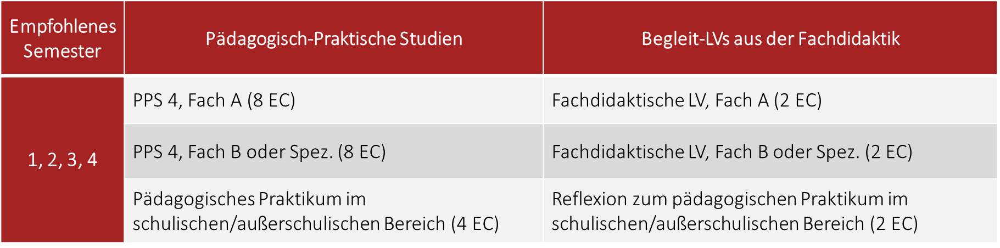 Empfohlenes
Semester
Pädagogisch-Praktische Studien
Begleit-LVs aus der Fachdidaktik
1, 2, 3, 4
PPS 4, Fach A (8 EC)
Fachdidaktische LV, Fach A (2 EC)
PPS 4, Fach B oder Spez. (8 EC)
Fachdidaktische LV, Fach B oder Spez. (2 EC)
Pädagogisches Praktikum im
schulischen/außerschulischen Bereich (4 EC)
Reflexion zum pädagogischen Praktikum im
schulischen/außerschulischen Bereich (2 EC)